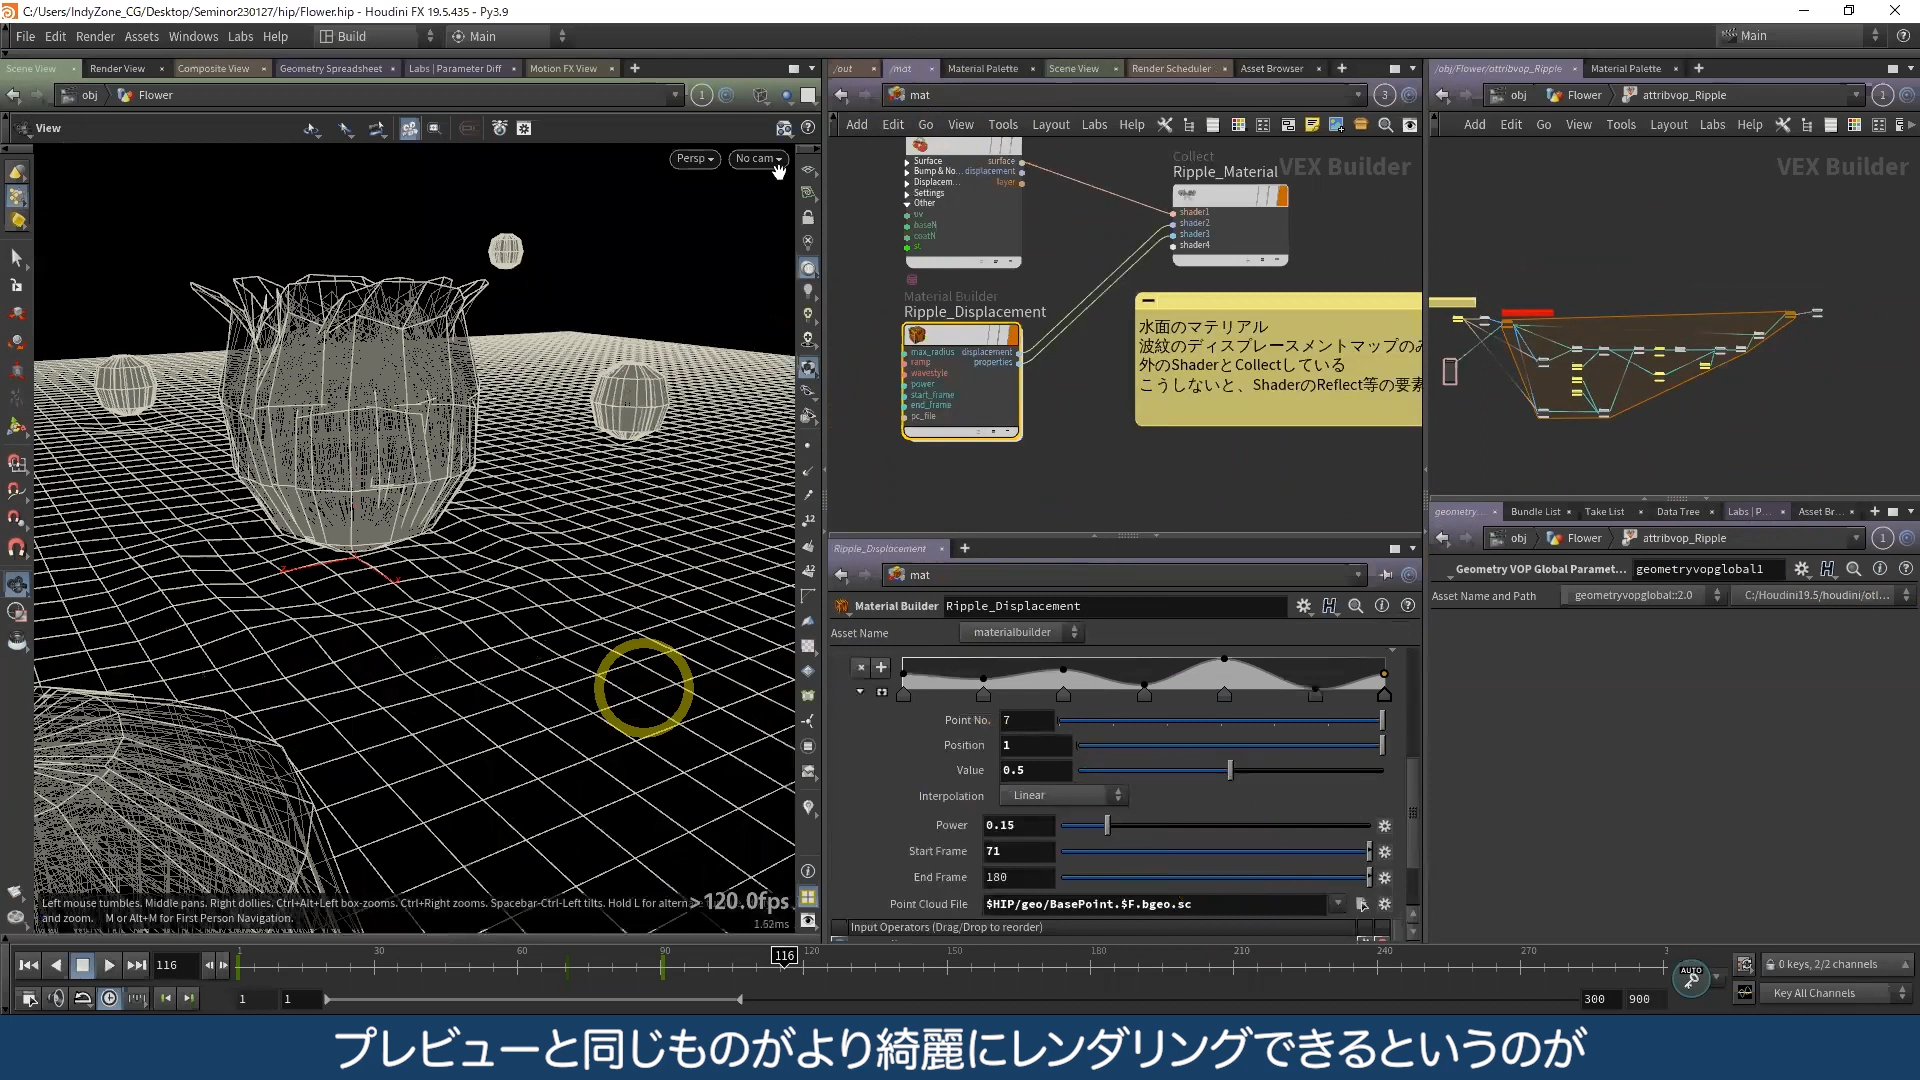 C:/Users/IndyZone_CG/Desktop/Seminor230127/hip/Flower.hip - Houdini FX 19.5.435 - Py3.9
File Edit Render Assets Windows Labs Help Build Main Main
Scene View Render View Composite View Geometry Spreadsheet Labs | Parameter Diff Motion FX View
obj Flower 1
View
Persp No cam
/out /mat Material Palette Scene View Render Scheduler Asset Browser
mat 3
Add Edit Go View Tools Layout Labs Help
VEX Builder
Surface surface
Bump & No... displacement
Displacem... layer
Settings
Other
uv
baseN
coatN
st
Collect
Ripple_Material
shader1
shader2
shader3
shader4
Material Builder
Ripple_Displacement
max_radius displacement
ramp properties
wavestyle
power
start_frame
end_frame
pc_file
水面のマテリアル
波紋のディスプレースメントマップのみ
外のShaderとCollectしている
こうしないと、ShaderのReflect等の要素
/obj/Flower/attribvop_Ripple Material Palette
obj Flower attribvop_Ripple 1
Add Edit Go View Tools Layout Labs Help
VEX Builder
geometry... Bundle List Take List Data Tree Labs | P... Asset Br...
obj Flower attribvop_Ripple 1
Geometry VOP Global Paramet... geometryvopglobal1
Asset Name and Path geometryvopglobal::2.0 C:/Houdini19.5/houdini/otl...
Ripple_Displacement
mat
Material Builder Ripple_Displacement
Asset Name materialbuilder
Point No. 7
Position 1
Value 0.5
Interpolation Linear
Power 0.15
Start Frame 71
End Frame 180
Point Cloud File $HIP/geo/BasePoint.$F.bgeo.sc
Input Operators (Drag/Drop to reorder)
Left mouse tumbles. Middle pans. Right dollies. Ctrl+Alt+Left box-zooms. Ctrl+Right zooms. Spacebar-Ctrl-Left tilts. Hold L for altern
and zoom. M or Alt+M for First Person Navigation.
>120.0fps
1.52ms
116 1 30 60 90 116 120 150 180 210 240 270 3
1 1 300 900
AUTO
0 keys, 2/2 channels
Key All Channels
プレビューと同じものがより綺麗にレンダリングできるというのが